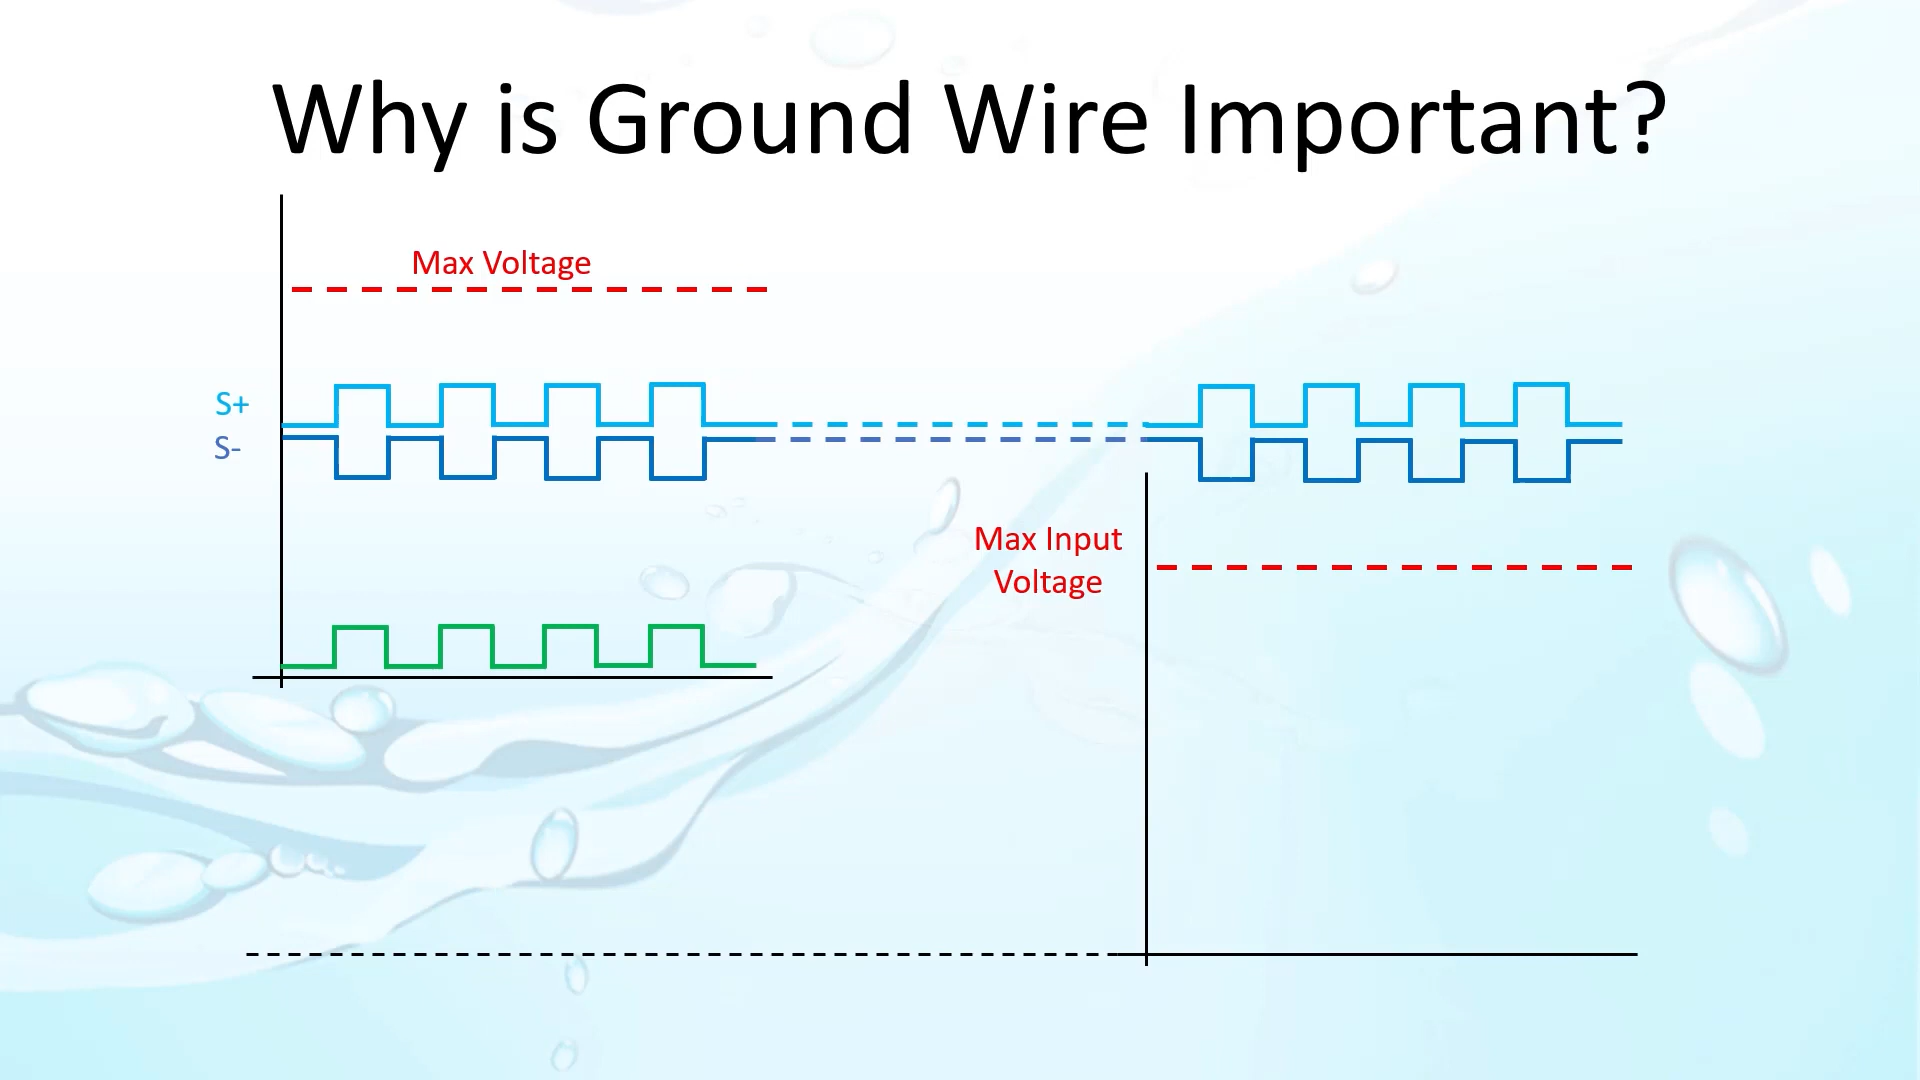 Why is Ground Wire Important?
Max Voltage
S+
S-
Max Input
Voltage